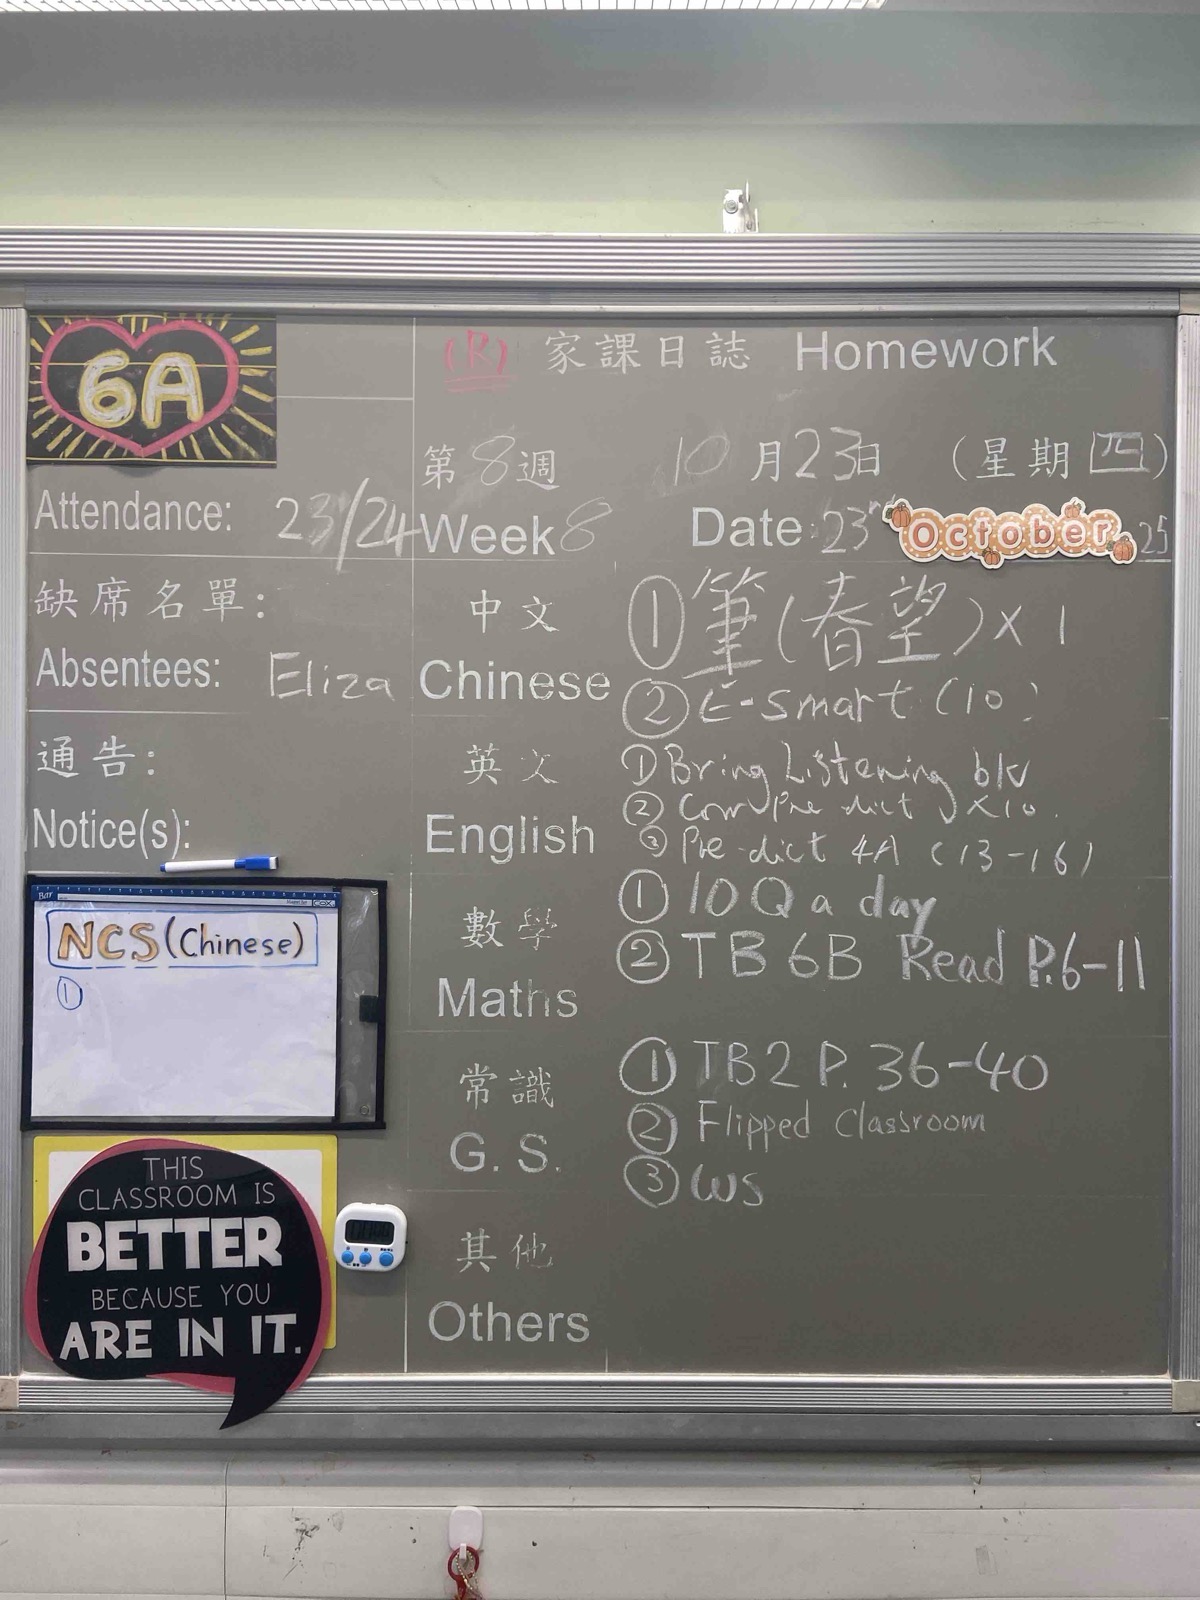 6A
(R) 家課日誌 Homework
第8週 10月23日 (星期四)
Attendance: 23/24
Week 8 Date: 23rd October 25
缺席名單:
Absentees: Eliza
中文
Chinese
① 筆(春望)x1
② E-smart (10)
通告:
Notice(s):
英文
English
① Bring Listening bk
② Corr Pre dict x10.
③ Pre-dict 4A (13-16)
數學
Maths
① 10Q a day
② TB 6B Read P.6-11
NCS (Chinese)
①
常識
G. S.
① TB2 P. 36-40
② Flipped Classroom
③ WS
THIS
CLASSROOM IS
BETTER
BECAUSE YOU
ARE IN IT.
其他
Others